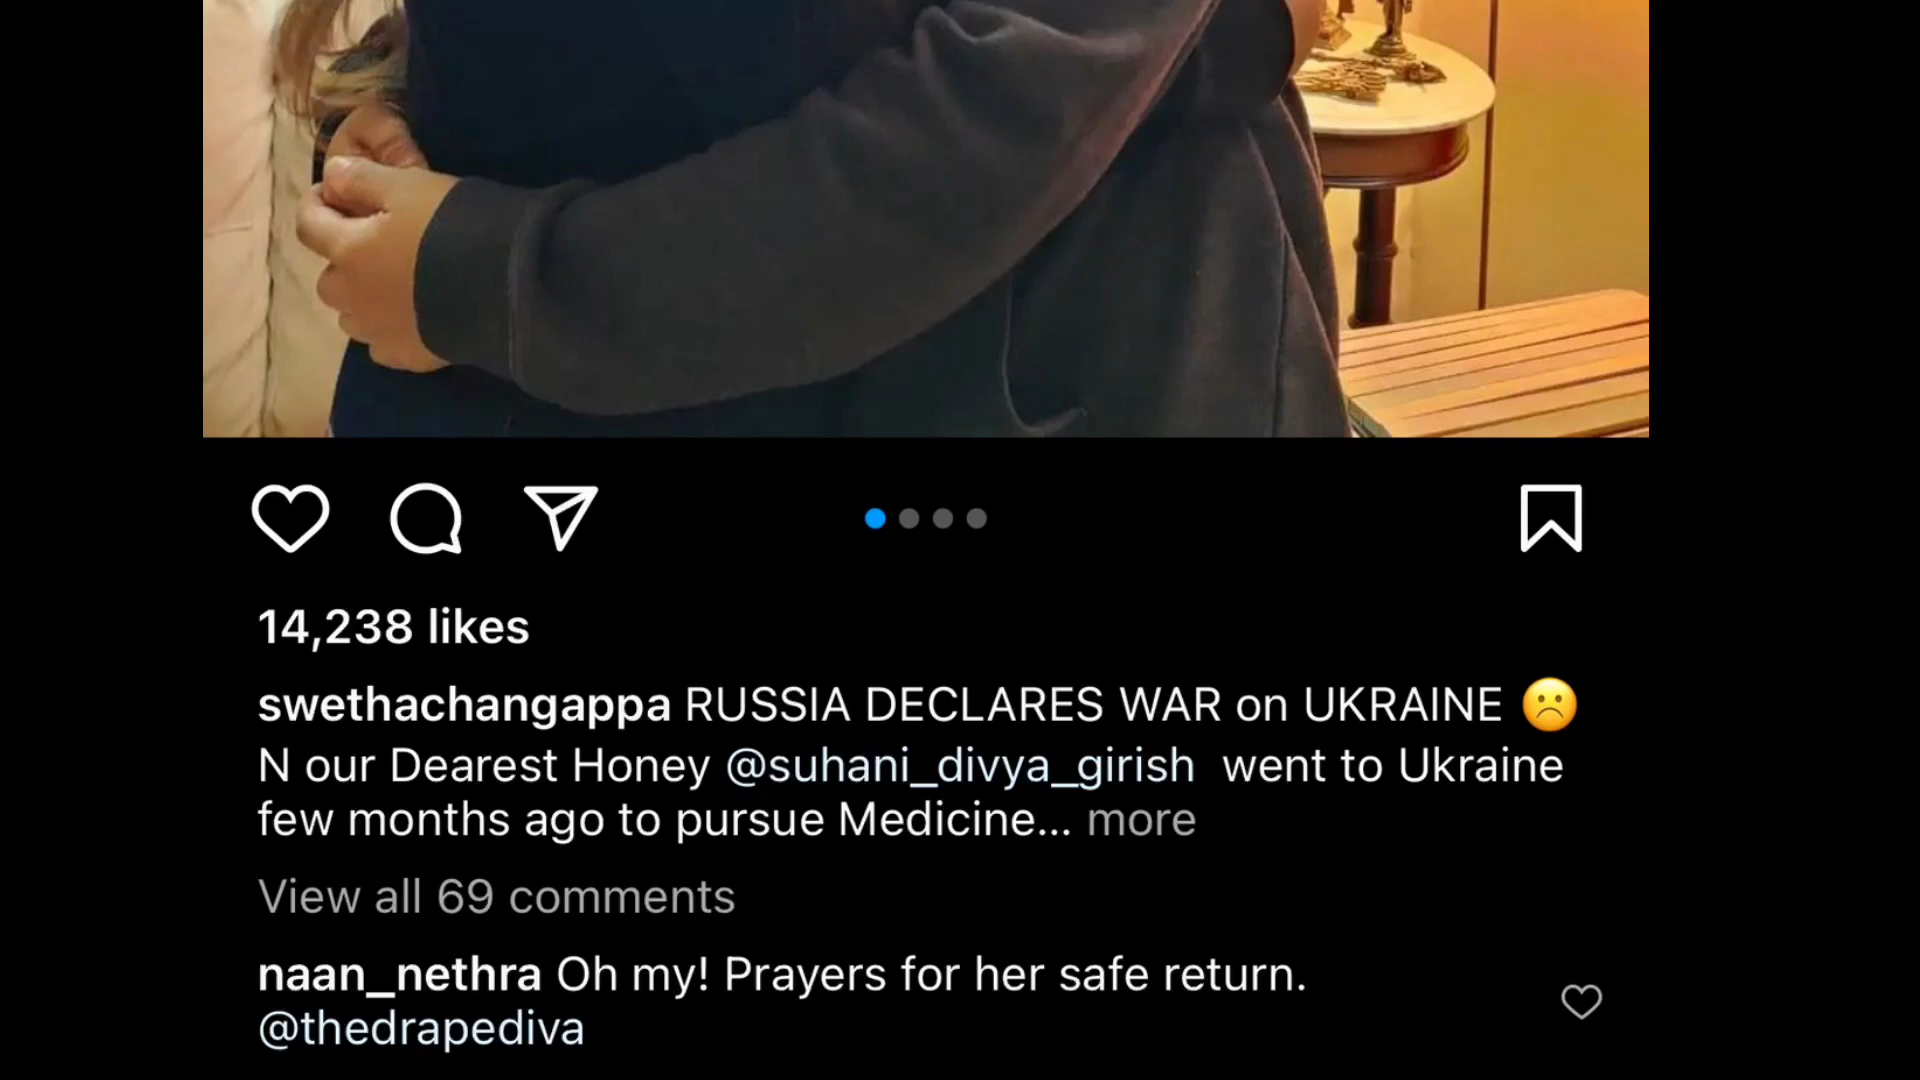 14,238 likes
swethachangappa RUSSIA DECLARES WAR on UKRAINE ☹️
N our Dearest Honey @suhani_divya_girish went to Ukraine
few months ago to pursue Medicine... more
View all 69 comments
naan_nethra Oh my! Prayers for her safe return.
@thedrapediva